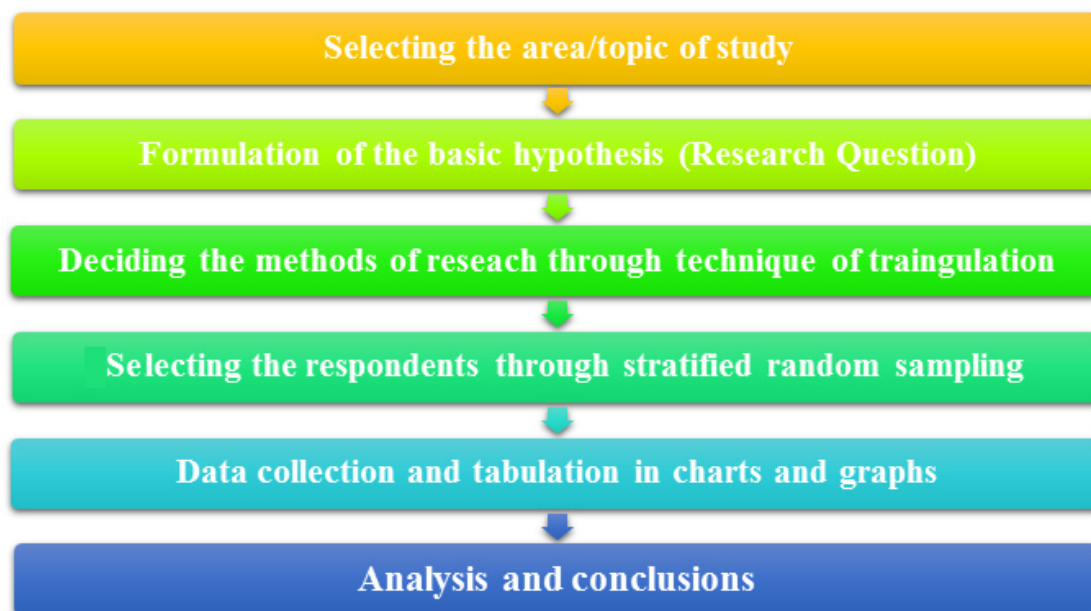 Selecting the area/topic of study
Formulation of the basic hypothesis (Research Question)
Deciding the methods of reseach through technique of traingulation
Selecting the respondents through stratified random sampling
Data collection and tabulation in charts and graphs
Analysis and conclusions